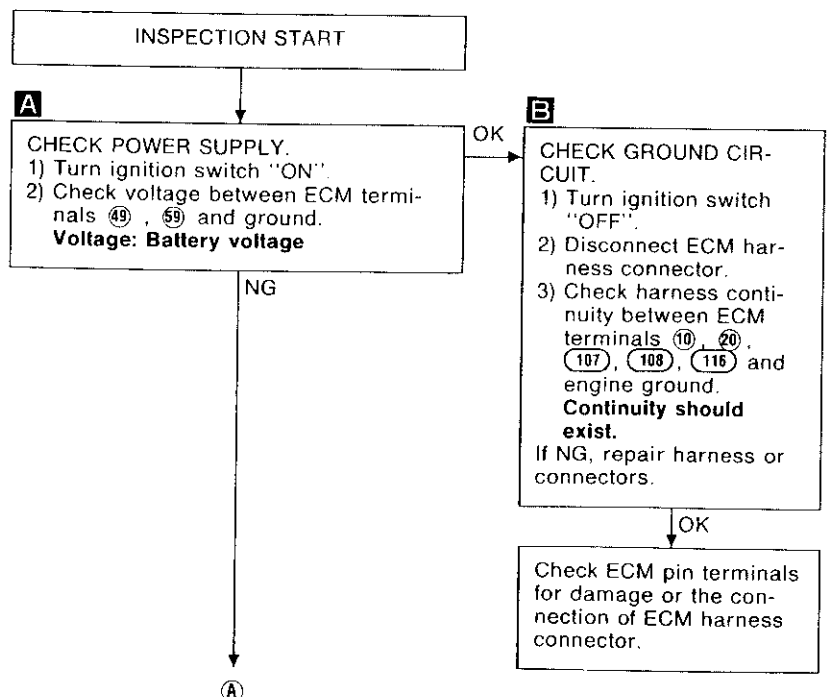 INSPECTION START
A
CHECK POWER SUPPLY.
1) Turn ignition switch "ON".
2) Check voltage between ECM termi-
nals 49 , 59 and ground.
Voltage: Battery voltage
OK
NG
B
CHECK GROUND CIR-
CUIT.
1) Turn ignition switch
"OFF".
2) Disconnect ECM har-
ness connector.
3) Check harness conti-
nuity between ECM
terminals 10, 20,
107, 108, 116 and
engine ground.
Continuity should
exist.
If NG, repair harness or
connectors.
OK
Check ECM pin terminals
for damage or the con-
nection of ECM harness
connector.
A